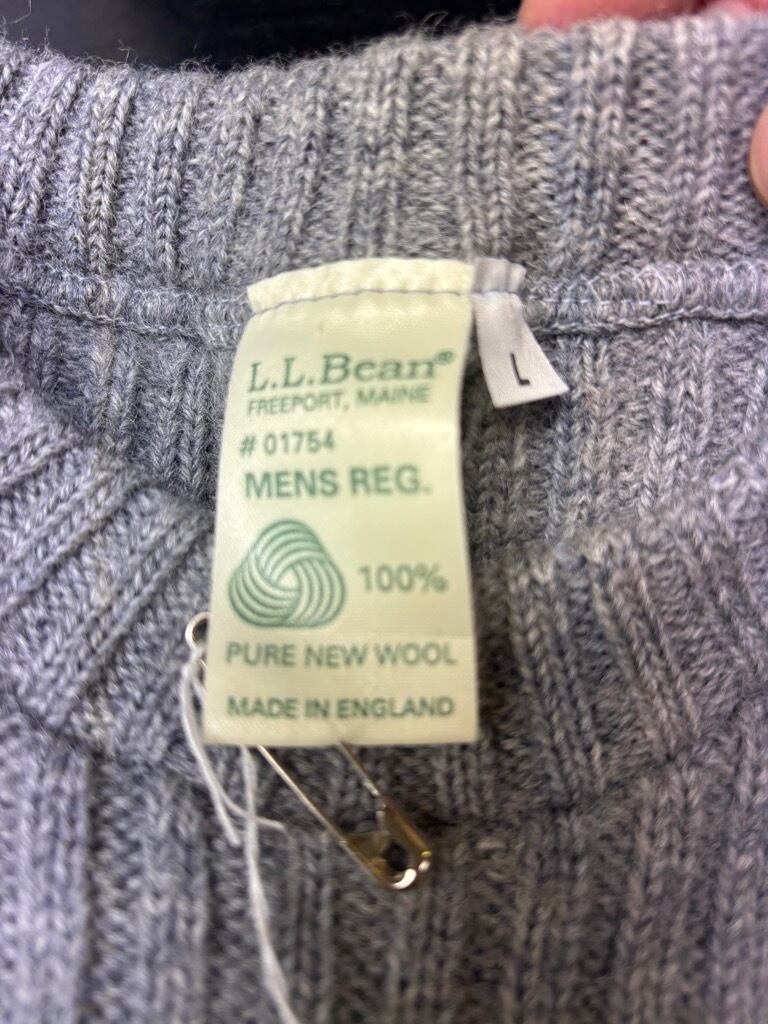 L.L.Bean®
FREEPORT, MAINE
# 01754
MENS REG.
100%
PURE NEW WOOL
MADE IN ENGLAND
L